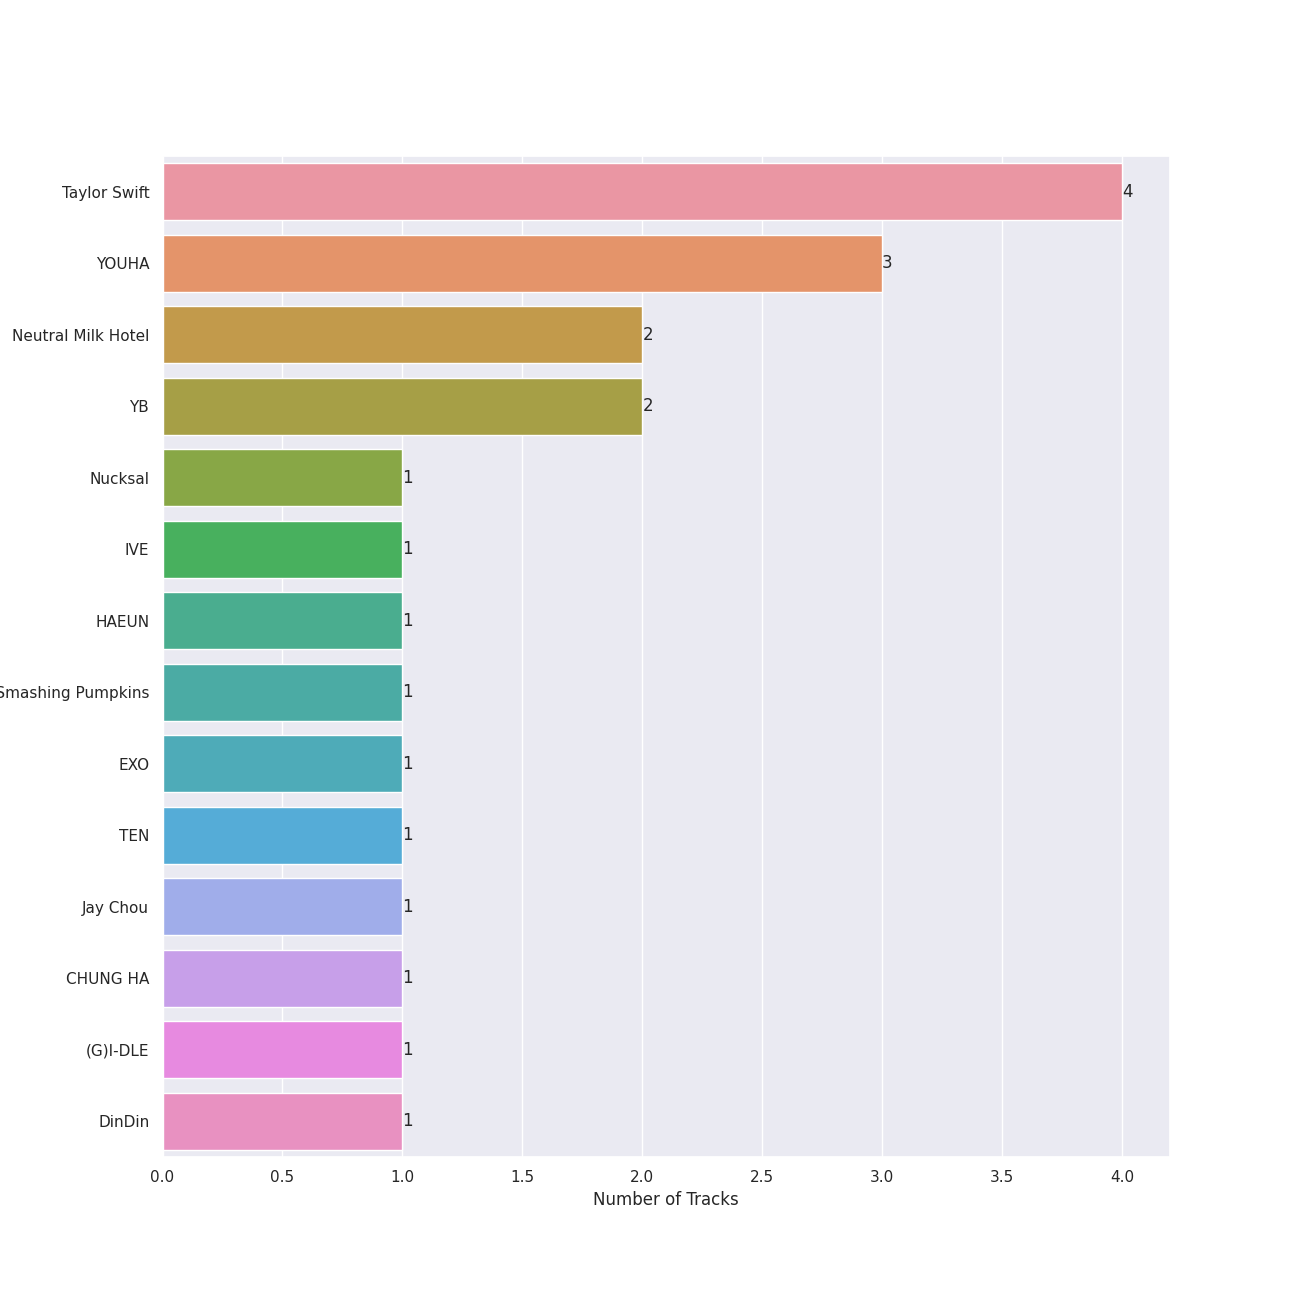 Taylor Swift 4
YOUHA 3
Neutral Milk Hotel 2
YB 2
Nucksal 1
IVE 1
HAEUN 1
Smashing Pumpkins 1
EXO 1
TEN 1
Jay Chou 1
CHUNG HA 1
(G)I-DLE 1
DinDin 1
0.0 0.5 1.0 1.5 2.0 2.5 3.0 3.5 4.0
Number of Tracks